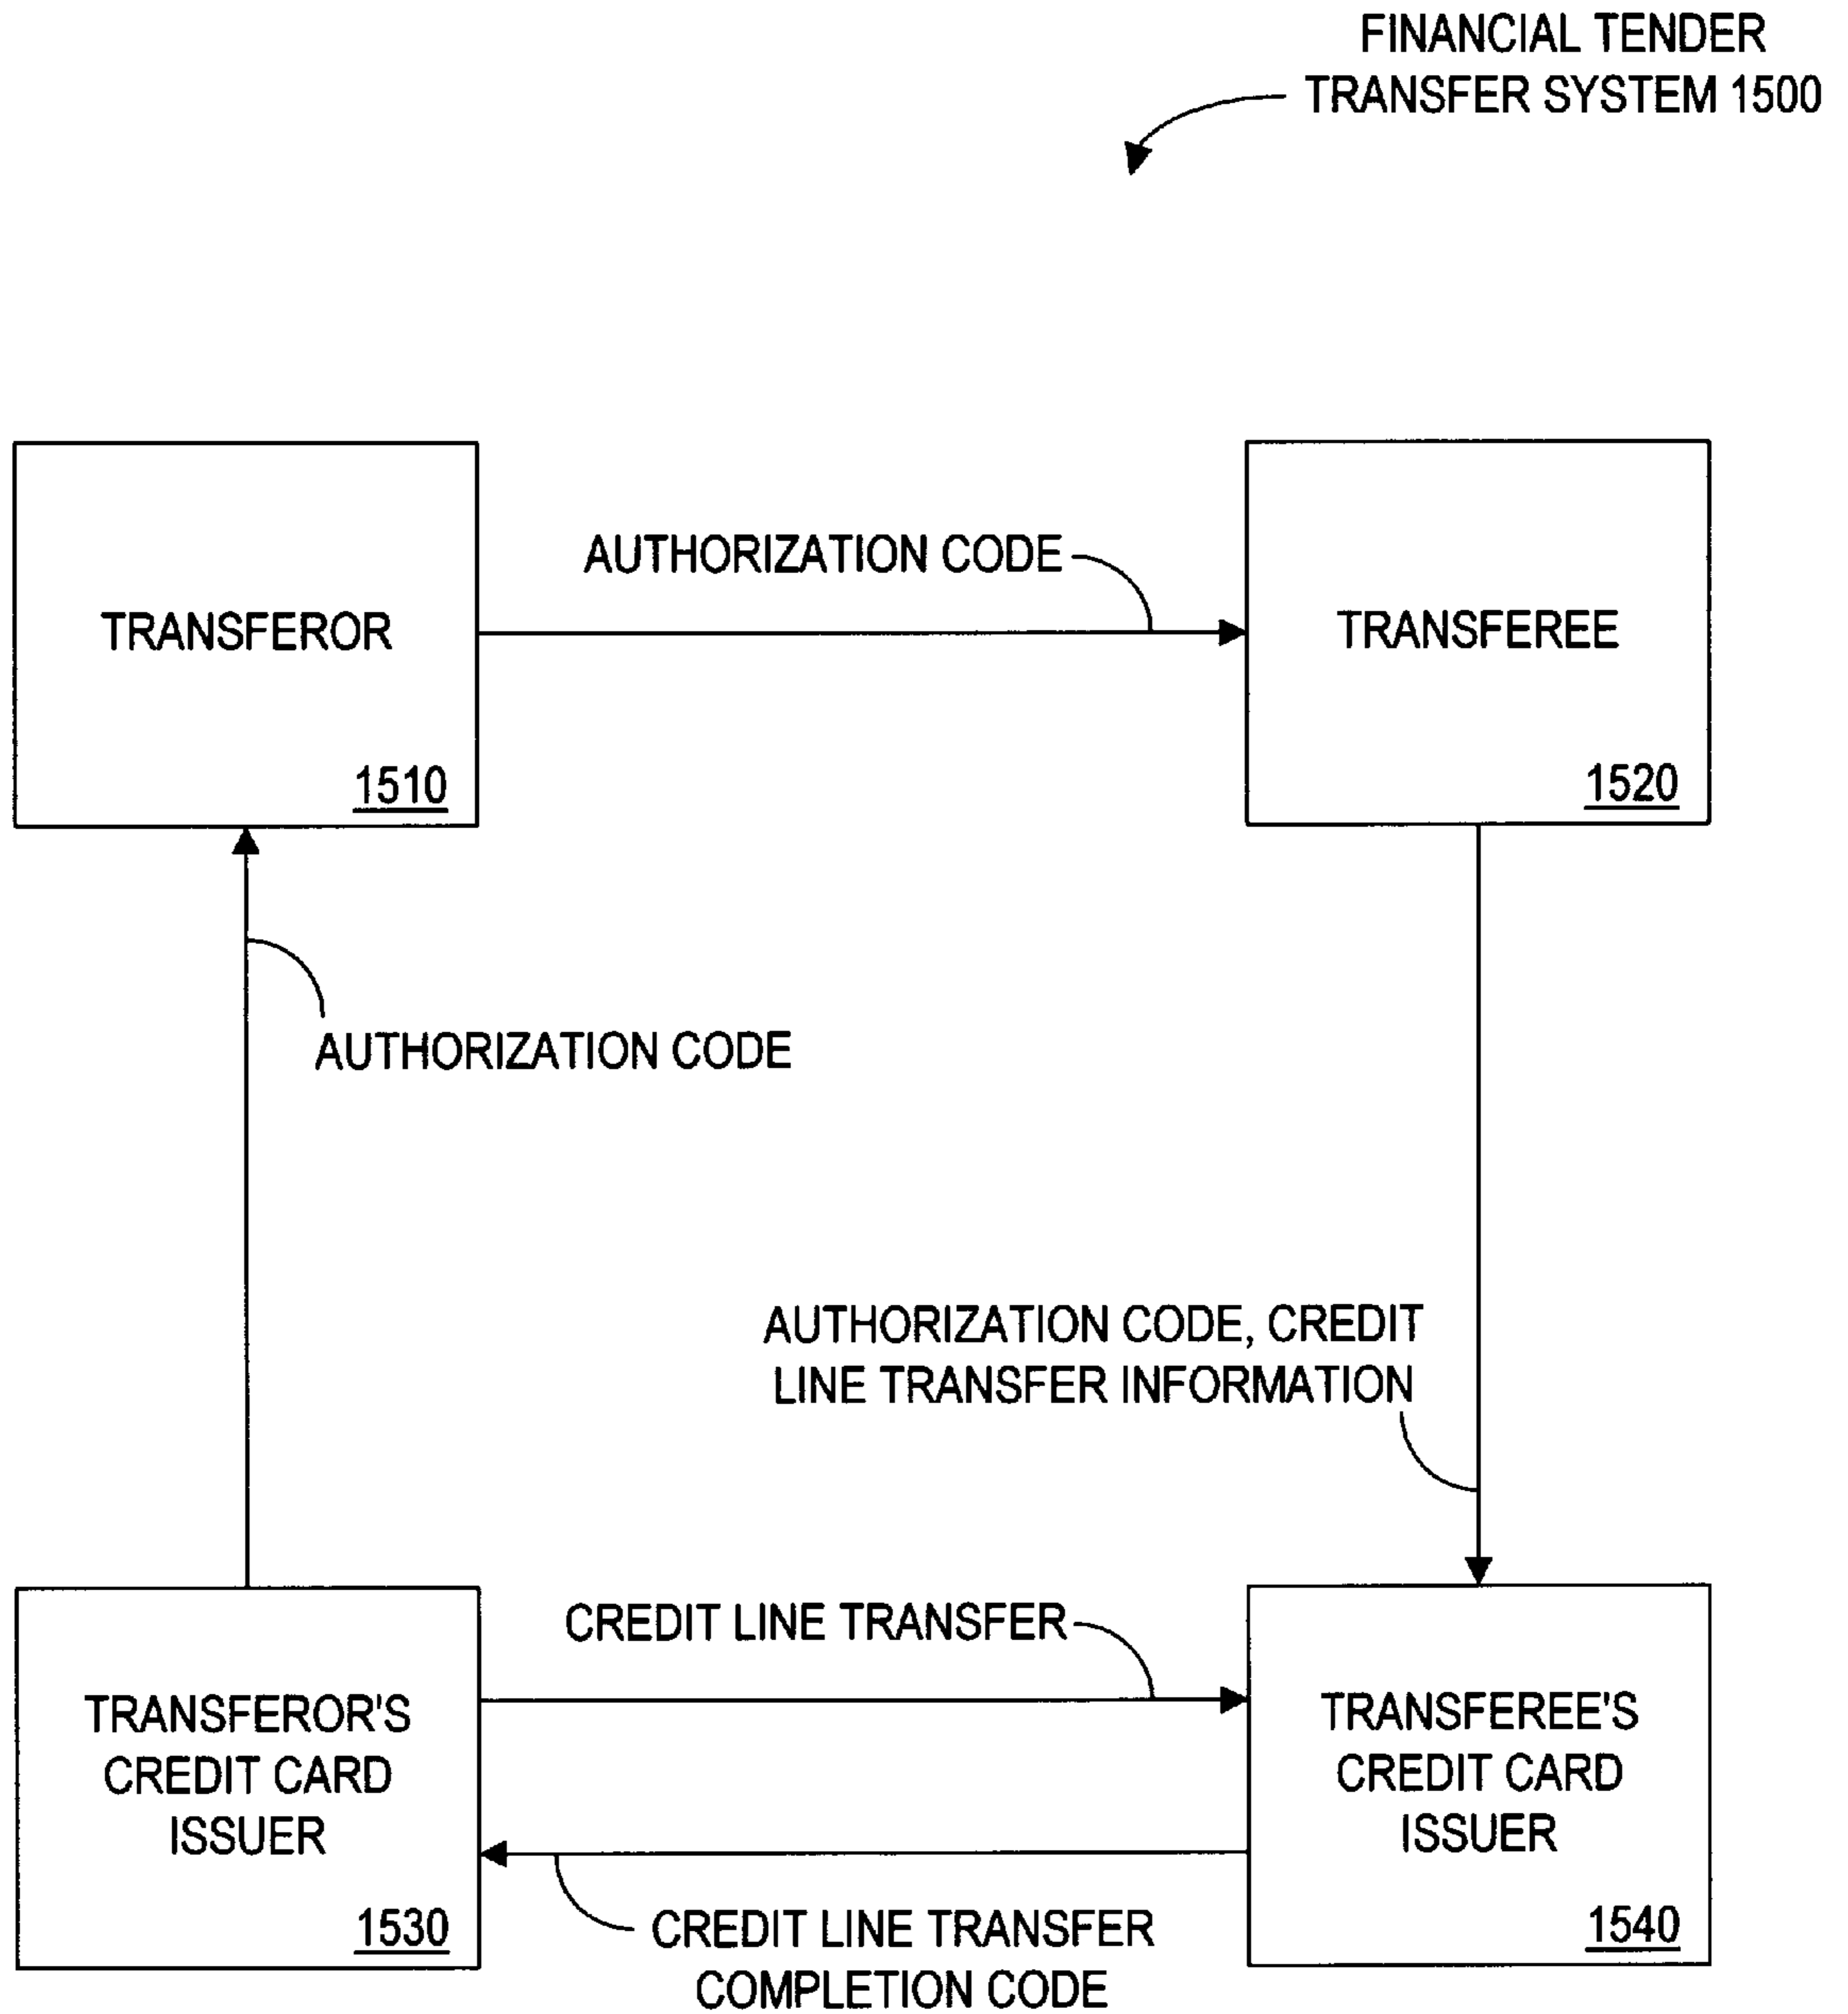 FINANCIAL TENDER
TRANSFER SYSTEM 1500
AUTHORIZATION CODE
TRANSFEROR
TRANSFEREE
1510
1520
AUTHORIZATION CODE
AUTHORIZATION CODE, CREDIT
LINE TRANSFER INFORMATION
CREDIT LINE TRANSFER
TRANSFEROR'S
CREDIT CARD
ISSUER
TRANSFEREE'S
CREDIT CARD
ISSUER
1530
1540
CREDIT LINE TRANSFER
COMPLETION CODE